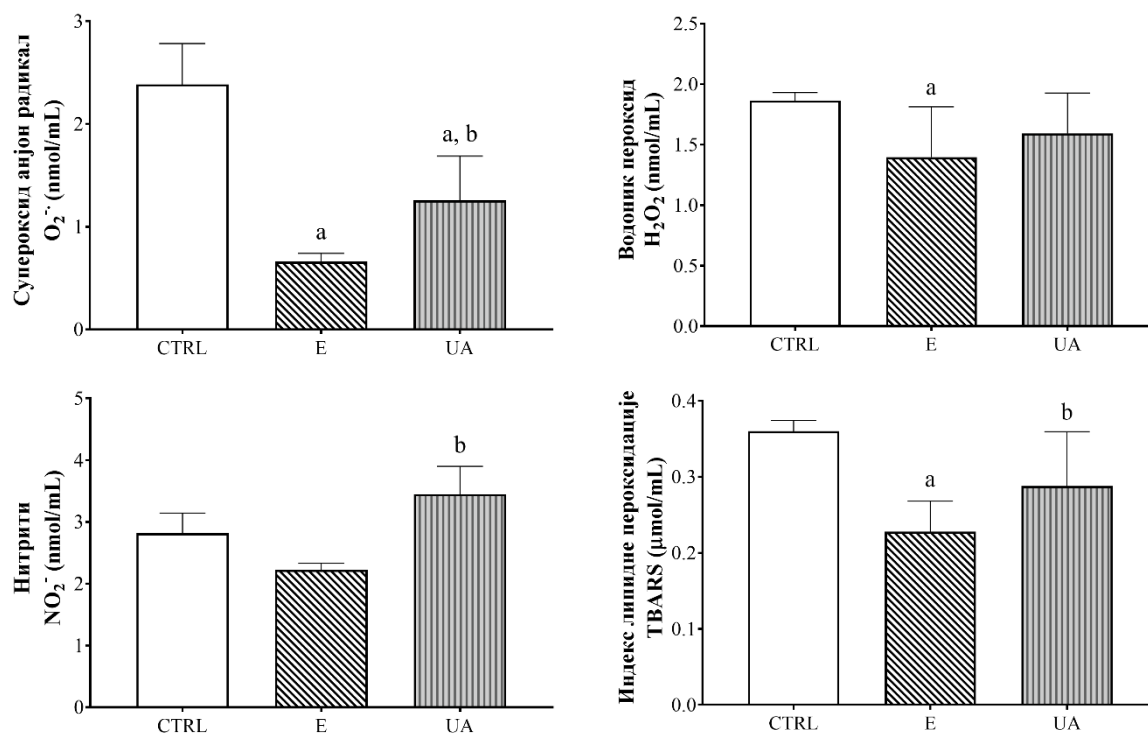 Супероксид анјон радикал
O₂⁻· (nmol/mL)
3
2
1
0
a
a, b
CTRL
E
UA
Водоник пероксид
H₂O₂ (nmol/mL)
2.5
2.0
1.5
1.0
0.5
0.0
a
CTRL
E
UA
Нитрити
NO₂⁻ (nmol/mL)
5
4
3
2
1
0
b
CTRL
E
UA
Индекс липидне пероксидације
TBARS (μmol/mL)
0.4
0.3
0.2
0.1
0.0
a
b
CTRL
E
UA